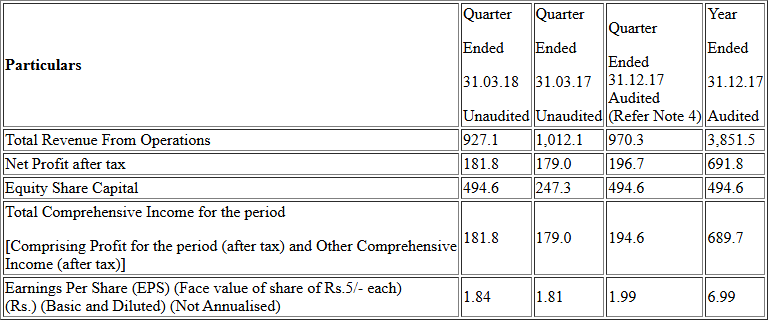 Particulars
Quarter
Ended
31.03.18
Unaudited
Quarter
Ended
31.03.17
Unaudited
Quarter
Ended
31.12.17
Audited
(Refer Note 4)
Year
Ended
31.12.17
Audited
Total Revenue From Operations 927.1 1,012.1 970.3 3,851.5
Net Profit after tax 181.8 179.0 196.7 691.8
Equity Share Capital 494.6 247.3 494.6 494.6
Total Comprehensive Income for the period
[Comprising Profit for the period (after tax) and Other Comprehensive
Income (after tax)]
181.8 179.0 194.6 689.7
Earnings Per Share (EPS) (Face value of share of Rs.5/- each)
(Rs.) (Basic and Diluted) (Not Annualised)
1.84 1.81 1.99 6.99